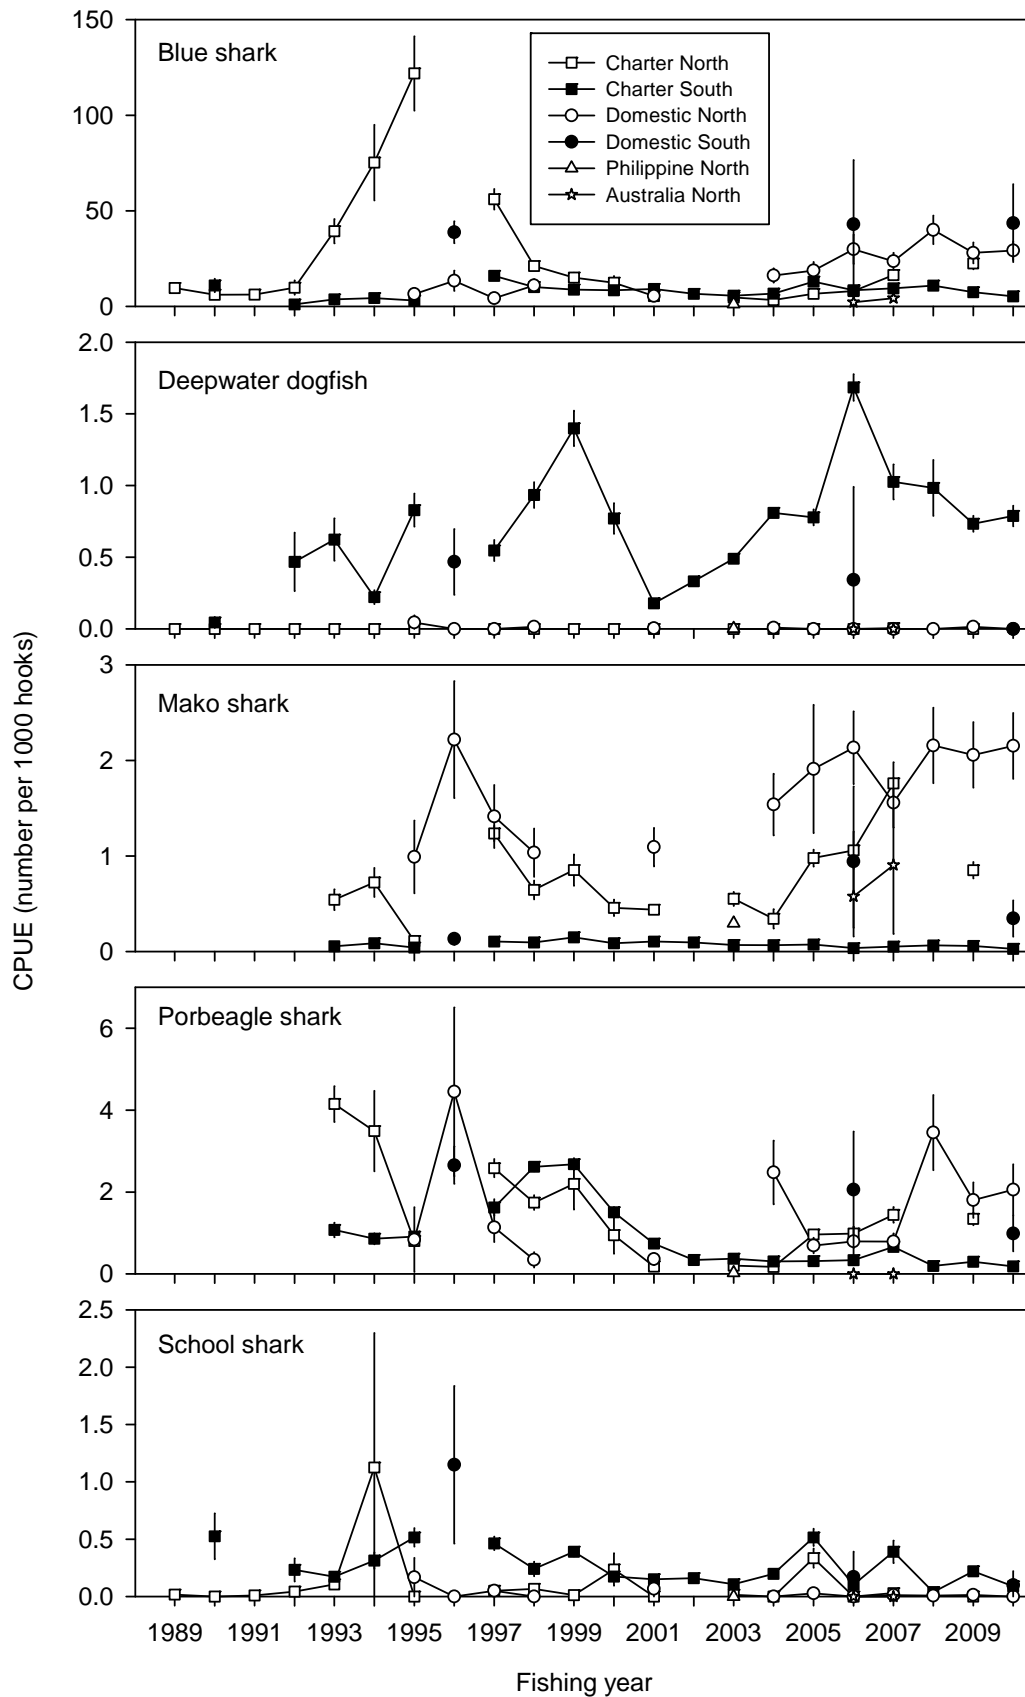 Blue shark
Charter North
Charter South
Domestic North
Domestic South
Philippine North
Australia North
150
100
50
0
Deepwater dogfish
2.0
1.5
1.0
0.5
0.0
CPUE (number per 1000 hooks)
Mako shark
3
2
1
0
Porbeagle shark
6
4
2
0
School shark
2.5
2.0
1.5
1.0
0.5
0.0
1989 1991 1993 1995 1997 1999 2001 2003 2005 2007 2009
Fishing year